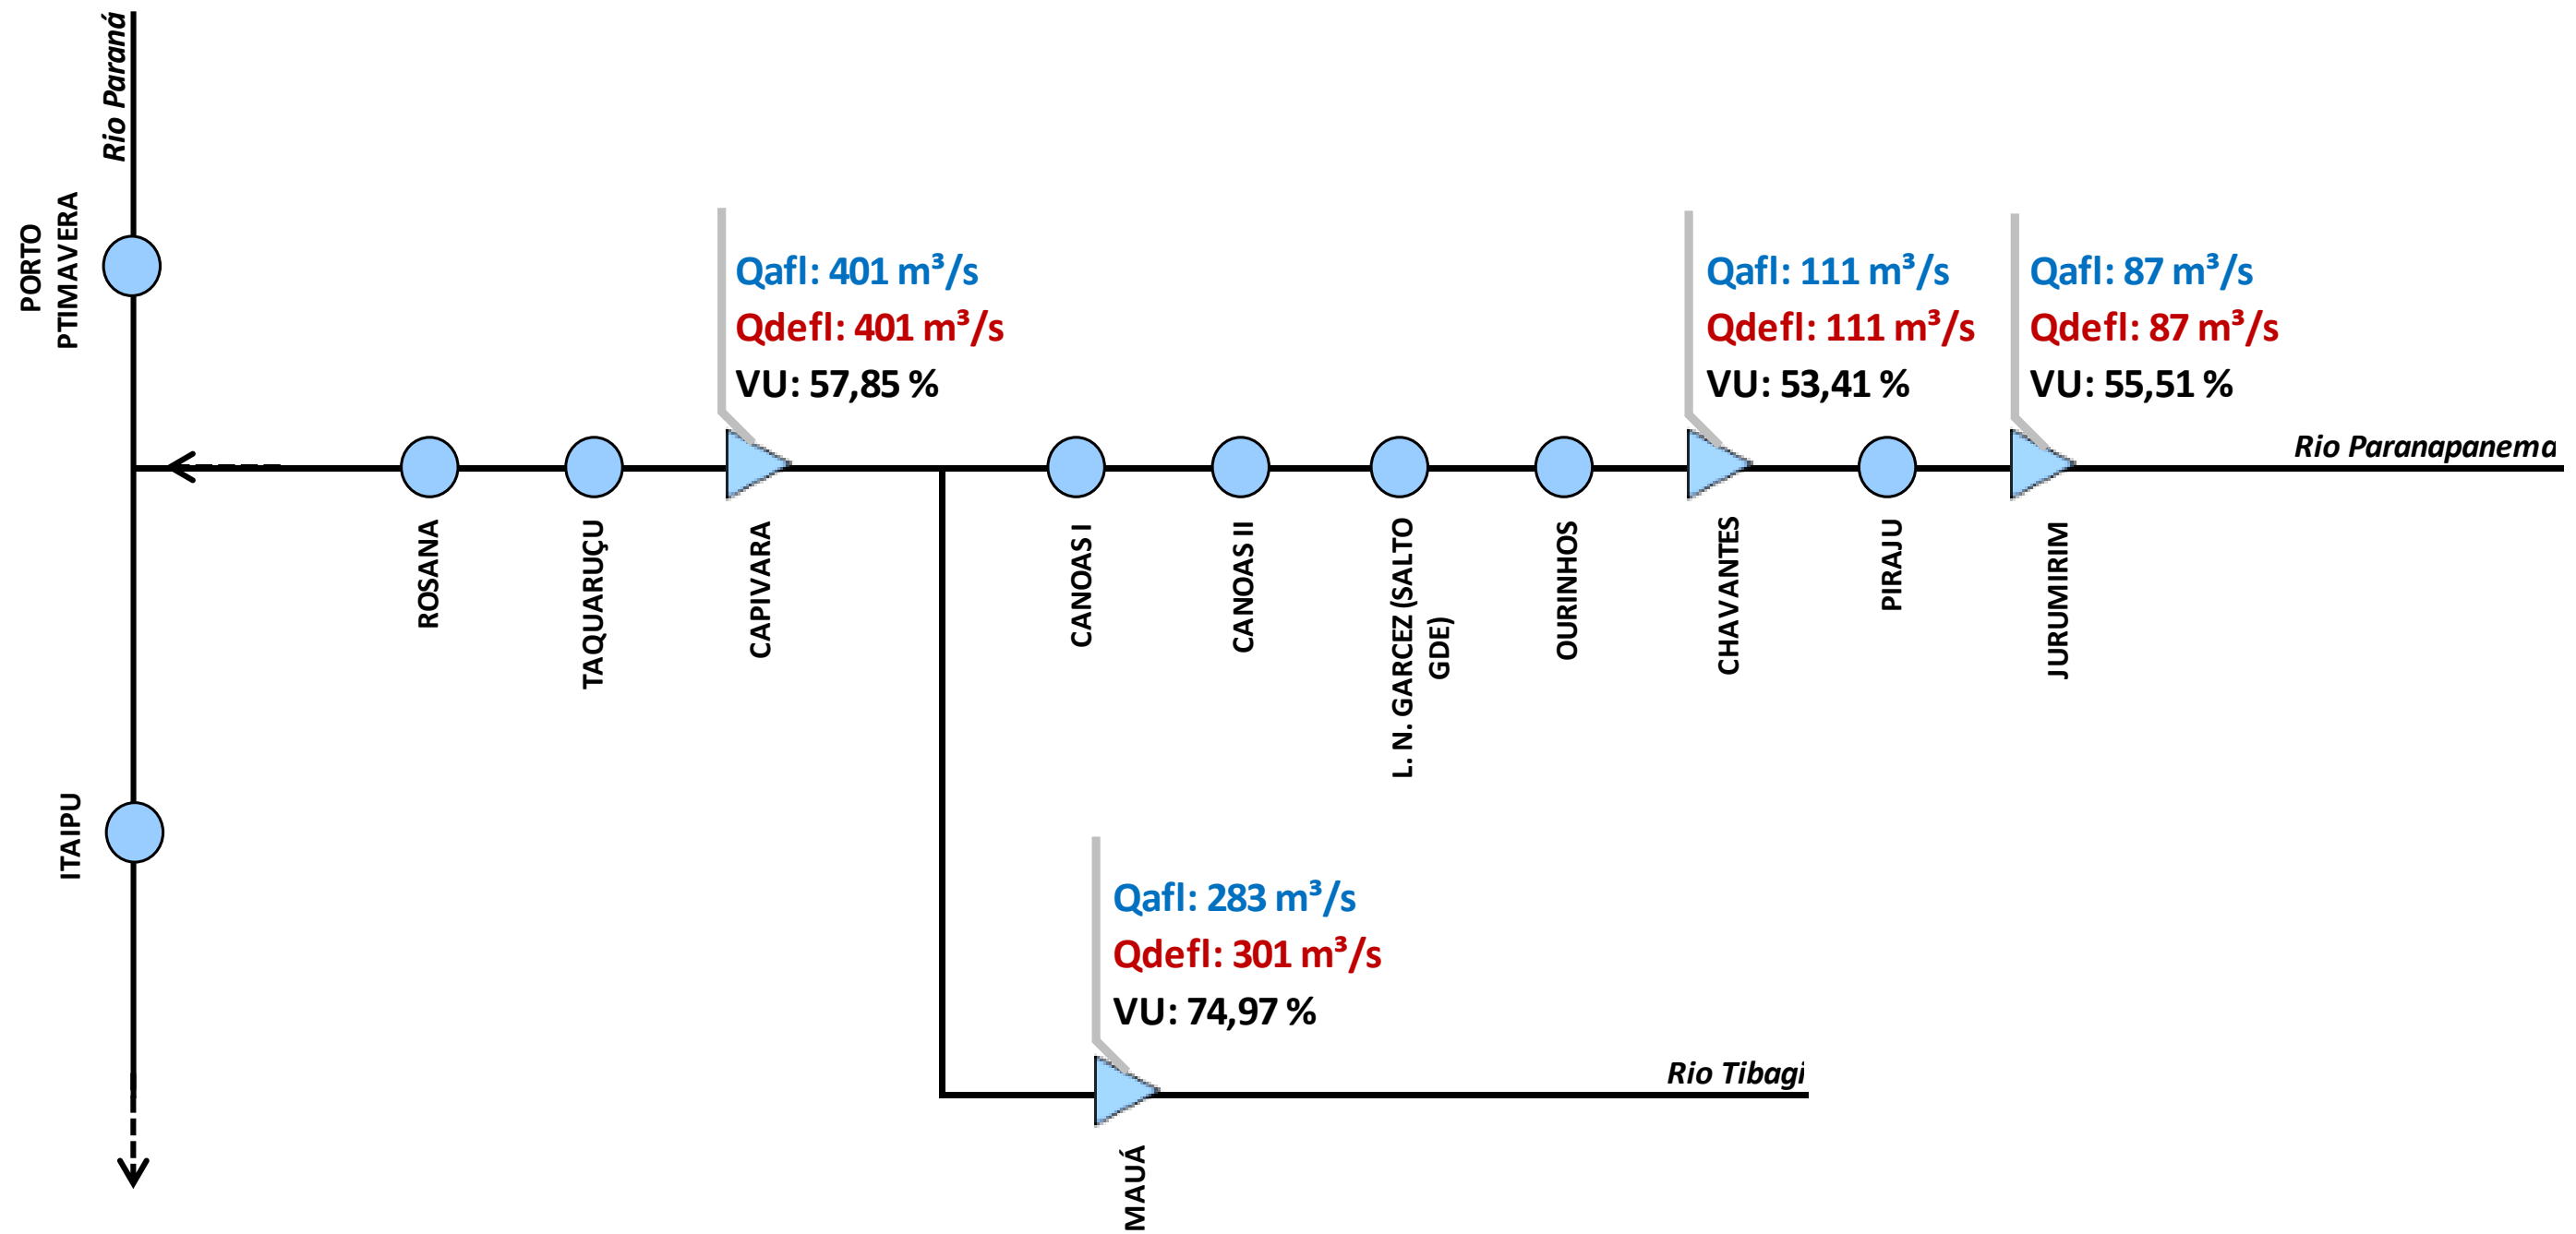 Rio Paraná
PORTO
PTIMAVERA
Qafl: 401 m³/s
Qdefl: 401 m³/s
VU: 57,85 %
Qafl: 111 m³/s
Qdefl: 111 m³/s
VU: 53,41 %
Qafl: 87 m³/s
Qdefl: 87 m³/s
VU: 55,51 %
Rio Paranapanema
ROSANA
TAQUARUÇU
CAPIVARA
CANOAS I
CANOAS II
L. N. GARCEZ (SALTO
GDE)
OURINHOS
CHAVANTES
PIRAJU
JURUMIRIM
ITAIPU
Qafl: 283 m³/s
Qdefl: 301 m³/s
VU: 74,97 %
Rio Tibagi
MAUÁ